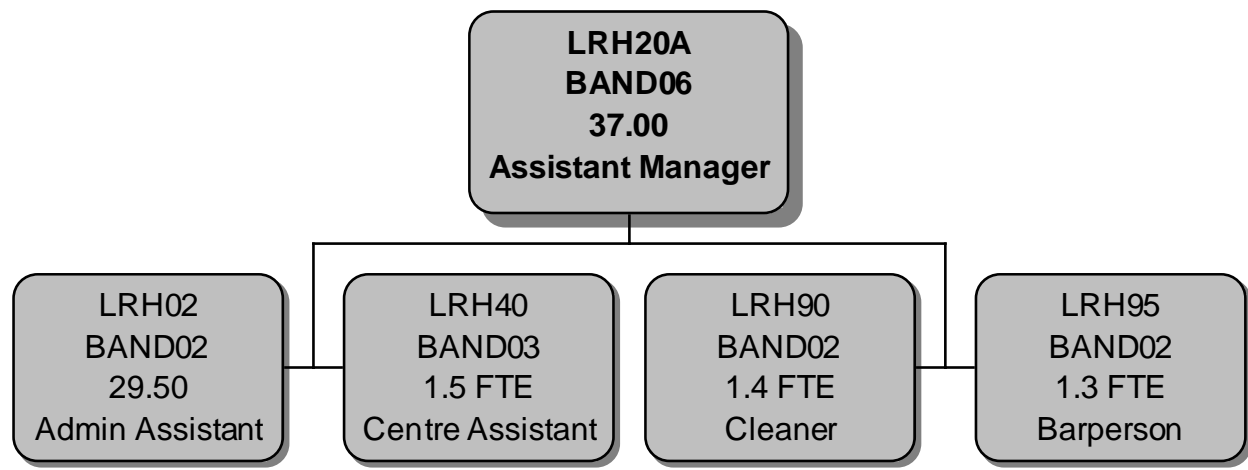 LRH20A
BAND06
37.00
Assistant Manager
LRH02
BAND02
29.50
Admin Assistant
LRH40
BAND03
1.5 FTE
Centre Assistant
LRH90
BAND02
1.4 FTE
Cleaner
LRH95
BAND02
1.3 FTE
Barperson